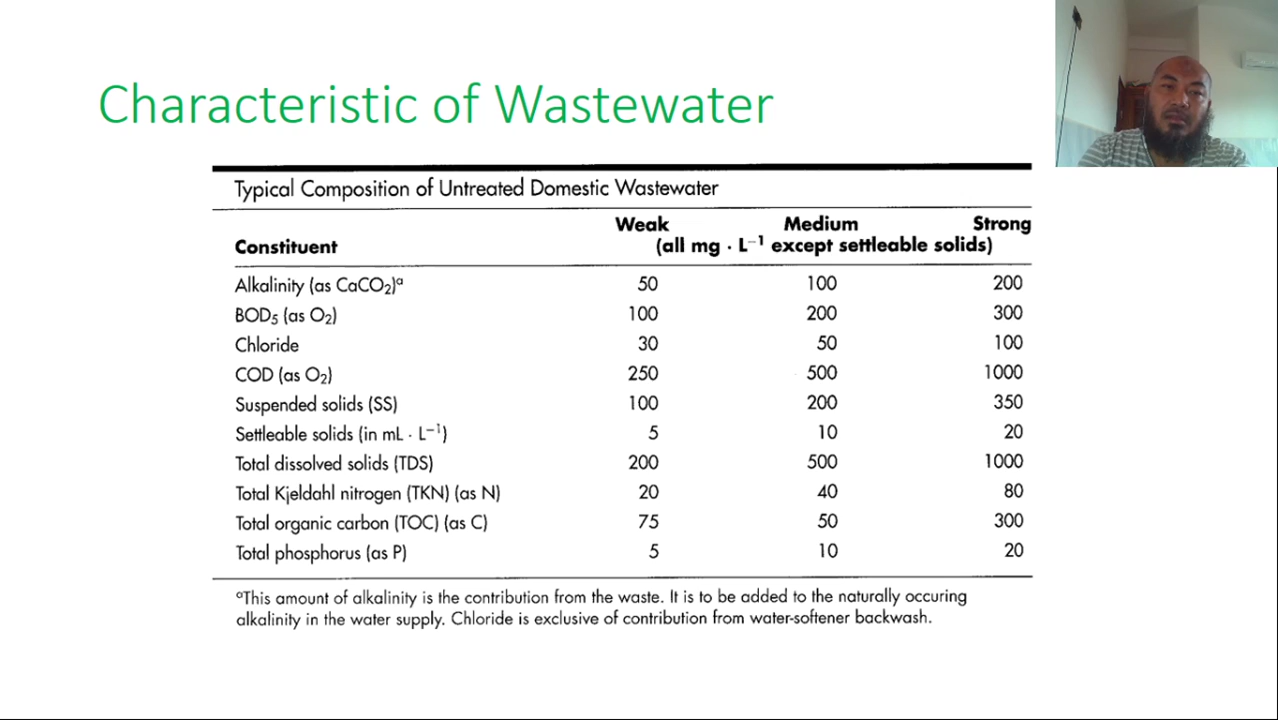 Characteristic of Wastewater
Typical Composition of Untreated Domestic Wastewater
Weak Medium Strong
Constituent (all mg · L⁻¹ except settleable solids)
Alkalinity (as CaCO₂)ᵃ 50 100 200
BOD₅ (as O₂) 100 200 300
Chloride 30 50 100
COD (as O₂) 250 500 1000
Suspended solids (SS) 100 200 350
Settleable solids (in mL · L⁻¹) 5 10 20
Total dissolved solids (TDS) 200 500 1000
Total Kjeldahl nitrogen (TKN) (as N) 20 40 80
Total organic carbon (TOC) (as C) 75 50 300
Total phosphorus (as P) 5 10 20
ᵃThis amount of alkalinity is the contribution from the waste. It is to be added to the naturally occuring
alkalinity in the water supply. Chloride is exclusive of contribution from water-softener backwash.